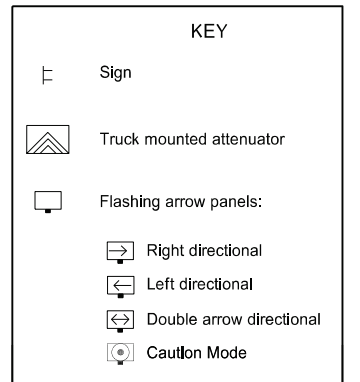 KEY
Sign
Truck mounted attenuator
Flashing arrow panels:
Right directional
Left directional
Double arrow directional
Caution Mode